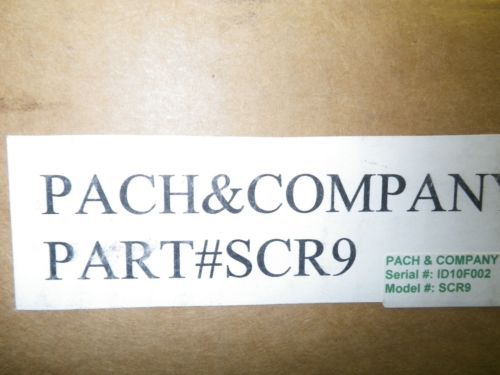 PACH&COMPANY
PART#SCR9
PACH & COMPANY
Serial #: ID10F002
Model #: SCR9